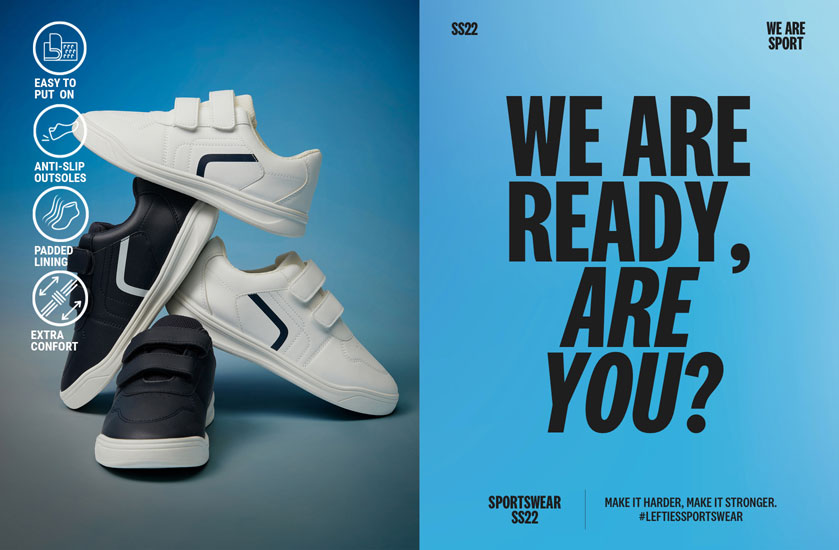 EASY TO
PUT ON
ANTI-SLIP
OUTSOLES
PADDED
LINING
EXTRA
CONFORT
SS22
WE ARE
SPORT
WE ARE
READY,
ARE
YOU?
SPORTSWEAR
SS22
MAKE IT HARDER, MAKE IT STRONGER.
#LEFTIESSPORTSWEAR